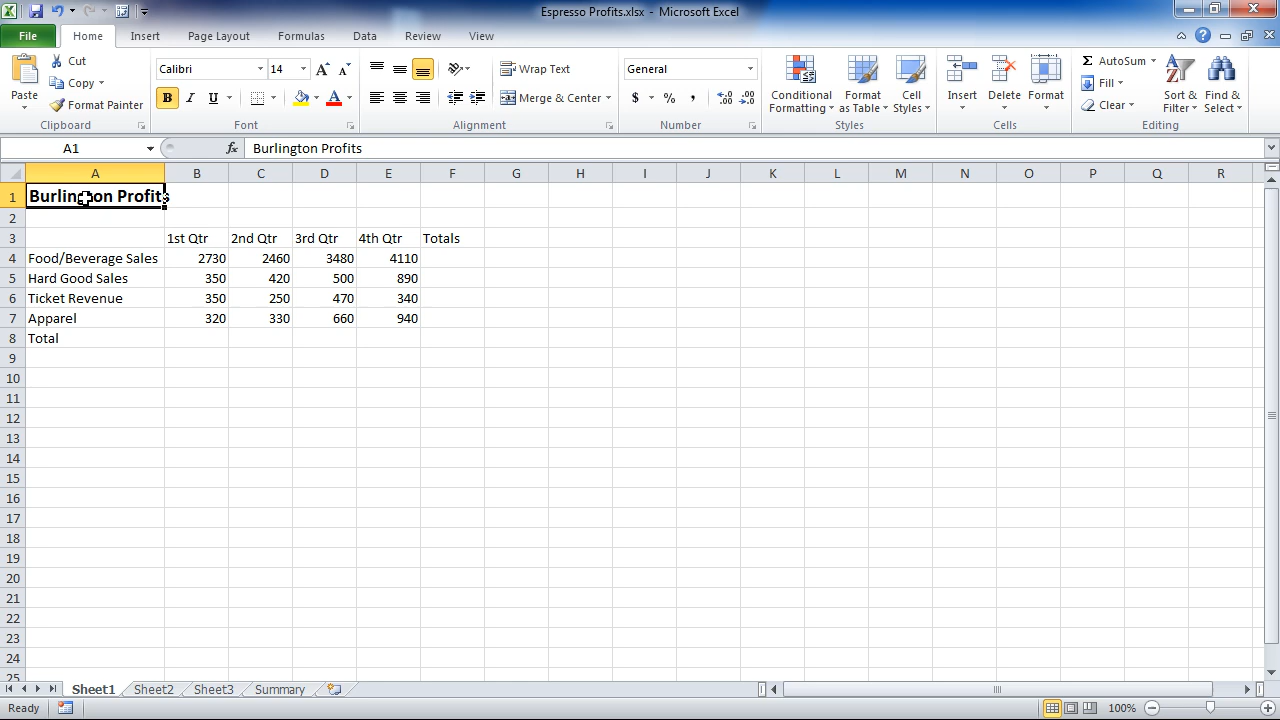 Espresso Profits.xlsx - Microsoft Excel
File Home Insert Page Layout Formulas Data Review View
Paste Cut Copy Format Painter Clipboard
Calibri 14 B I U Font
Wrap Text Merge & Center Alignment
General $ % , Number
Conditional Formatting Format as Table Cell Styles Styles
Insert Delete Format Cells
Σ AutoSum Fill Clear Sort & Filter Find & Select Editing
A1 fx Burlington Profits
A B C D E F G H I J K L M N O P Q R
1 Burlington Profits
2
3 1st Qtr 2nd Qtr 3rd Qtr 4th Qtr Totals
4 Food/Beverage Sales 2730 2460 3480 4110
5 Hard Good Sales 350 420 500 890
6 Ticket Revenue 350 250 470 340
7 Apparel 320 330 660 940
8 Total
9
10
11
12
13
14
15
16
17
18
19
20
21
22
23
24
25
Sheet1 Sheet2 Sheet3 Summary
Ready 100%